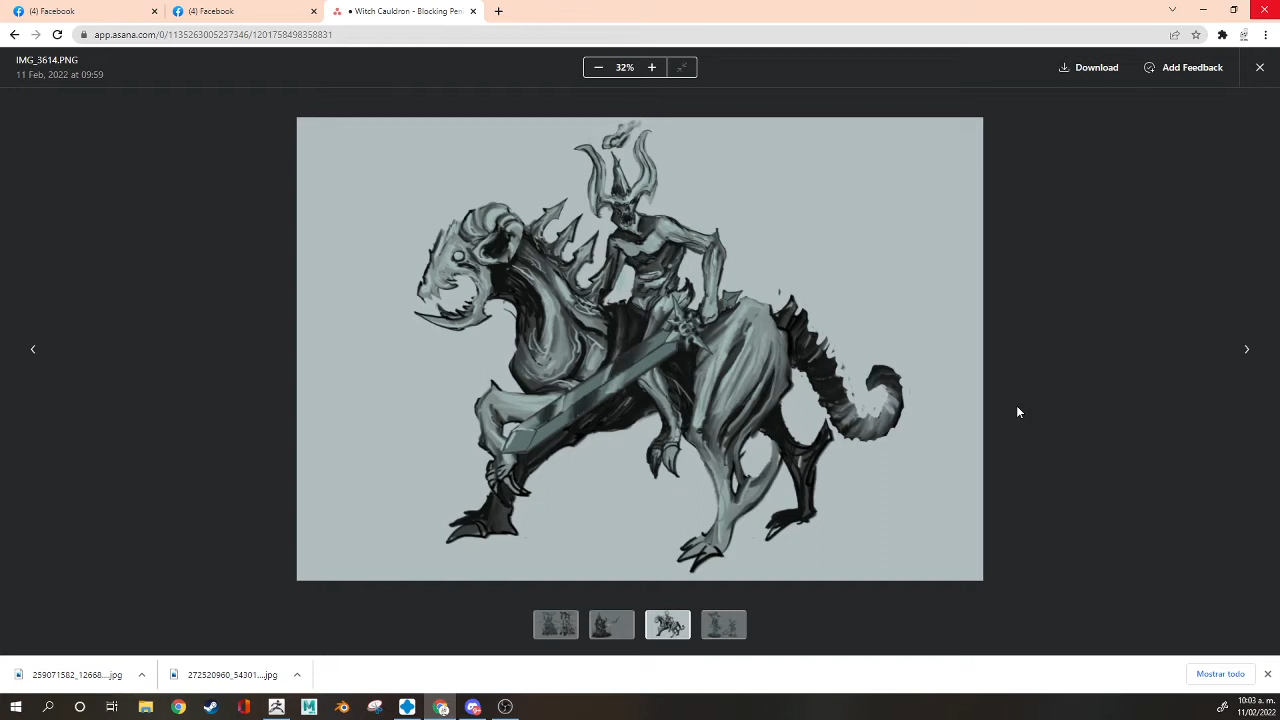 (4) Facebook
(4) Facebook
• Witch Cauldron - Blocking Pen
app.asana.com/0/1135263005237346/1201758498358831
IMG_3614.PNG
11 Feb, 2022 at 09:59
32%
Download
Add Feedback
259071582_12668....jpg
272520960_54301....jpg
Mostrar todo
10:03 a. m.
11/02/2022